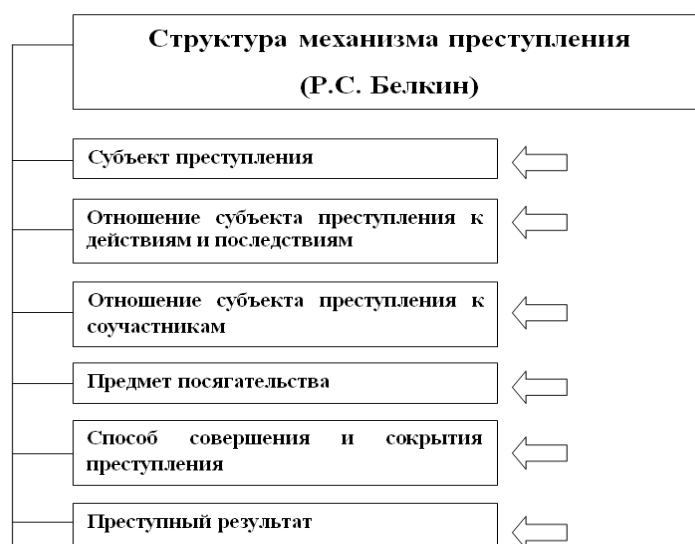 Структура механизма преступления
(Р.С. Белкин)
Субъект преступления
Отношение субъекта преступления к
действиям и последствиям
Отношение субъекта преступления к
соучастникам
Предмет посягательства
Способ совершения и сокрытия
преступления
Преступный результат